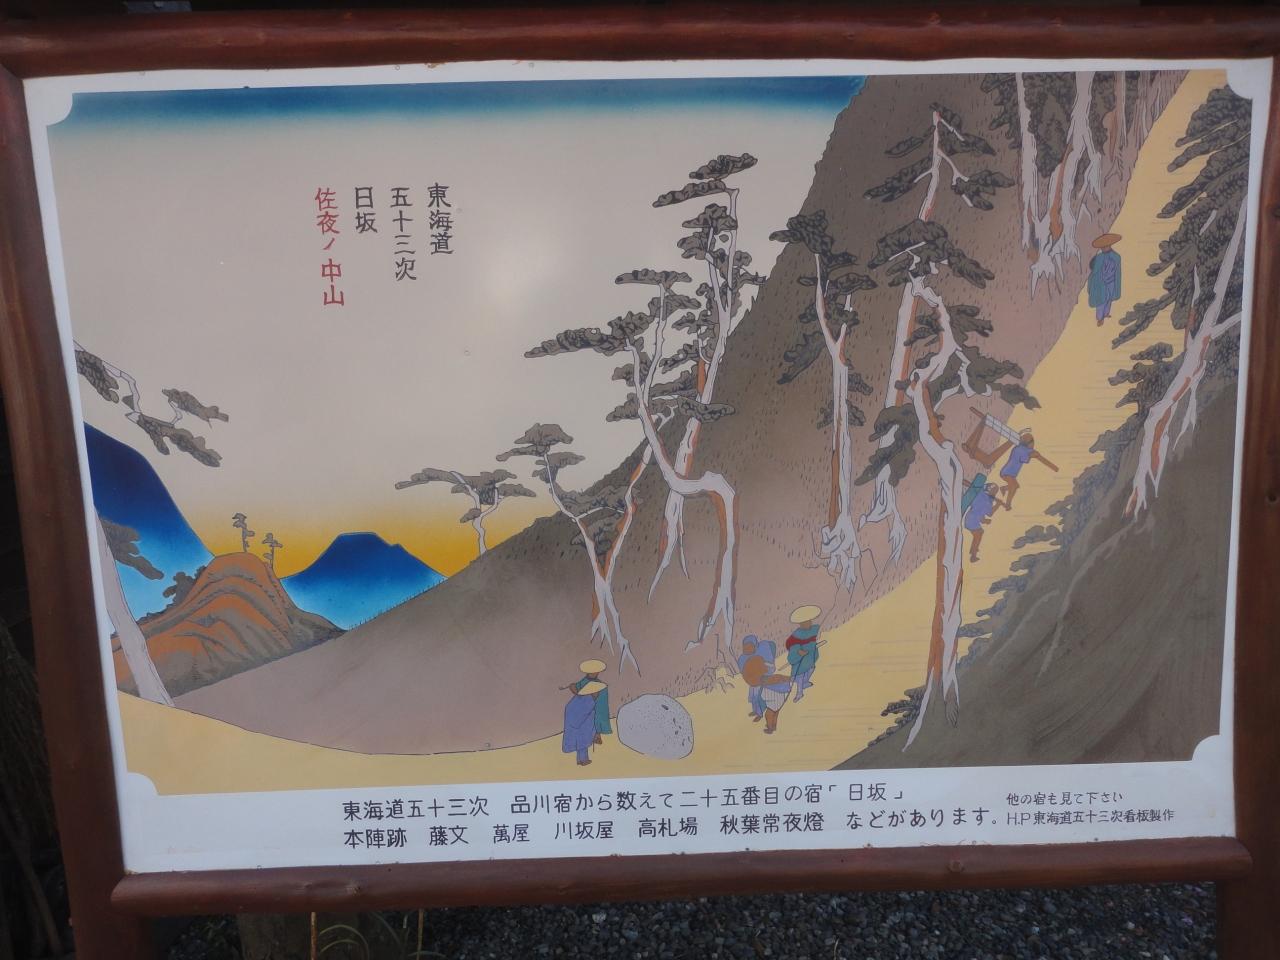 東海道
五十三次
日坂
佐夜ノ中山
東海道五十三次 品川宿から数えて二十五番目の宿「日坂」
本陣跡 藤文 萬屋 川坂屋 高札場 秋葉常夜燈 などがあります。
他の宿も見て下さい
H.P東海道五十三次看板製作